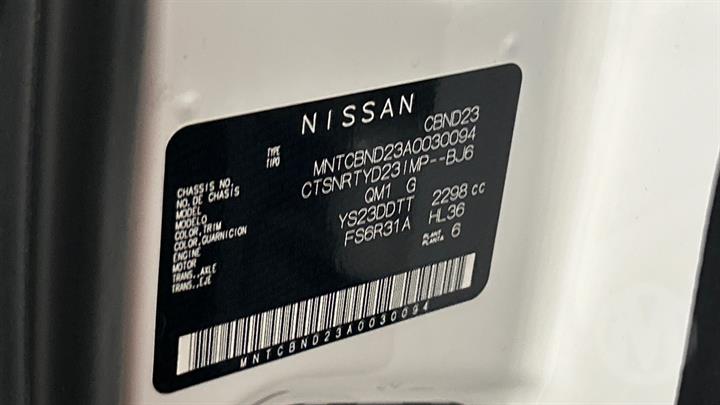 NISSAN
TYPE TIPO CBND23
CHASSIS NO. NO. DE CHASIS MNTCBND23A0030094
MODEL MODELO CTSNRTYD23IMP--BJ6
COLOR,TRIM COLOR,GUARNICION QM1 G
ENGINE MOTOR YS23DDTT 2298 cc
TRANS.,AXLE TRANS.,EJE FS6R31A HL36
PLANT PLANTA 6
MNTCBND23A0030094